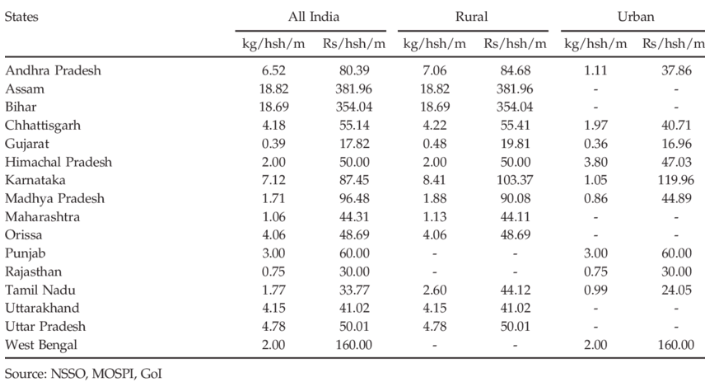 States All India Rural Urban
kg/hsh/m Rs/hsh/m kg/hsh/m Rs/hsh/m kg/hsh/m Rs/hsh/m
Andhra Pradesh 6.52 80.39 7.06 84.68 1.11 37.86
Assam 18.82 381.96 18.82 381.96 - -
Bihar 18.69 354.04 18.69 354.04 - -
Chhattisgarh 4.18 55.14 4.22 55.41 1.97 40.71
Gujarat 0.39 17.82 0.48 19.81 0.36 16.96
Himachal Pradesh 2.00 50.00 2.00 50.00 3.80 47.03
Karnataka 7.12 87.45 8.41 103.37 1.05 119.96
Madhya Pradesh 1.71 96.48 1.88 90.08 0.86 44.89
Maharashtra 1.06 44.31 1.13 44.11 - -
Orissa 4.06 48.69 4.06 48.69 - -
Punjab 3.00 60.00 - - 3.00 60.00
Rajasthan 0.75 30.00 - - 0.75 30.00
Tamil Nadu 1.77 33.77 2.60 44.12 0.99 24.05
Uttarakhand 4.15 41.02 4.15 41.02 - -
Uttar Pradesh 4.78 50.01 4.78 50.01 - -
West Bengal 2.00 160.00 - - 2.00 160.00
Source: NSSO, MOSPI, GoI